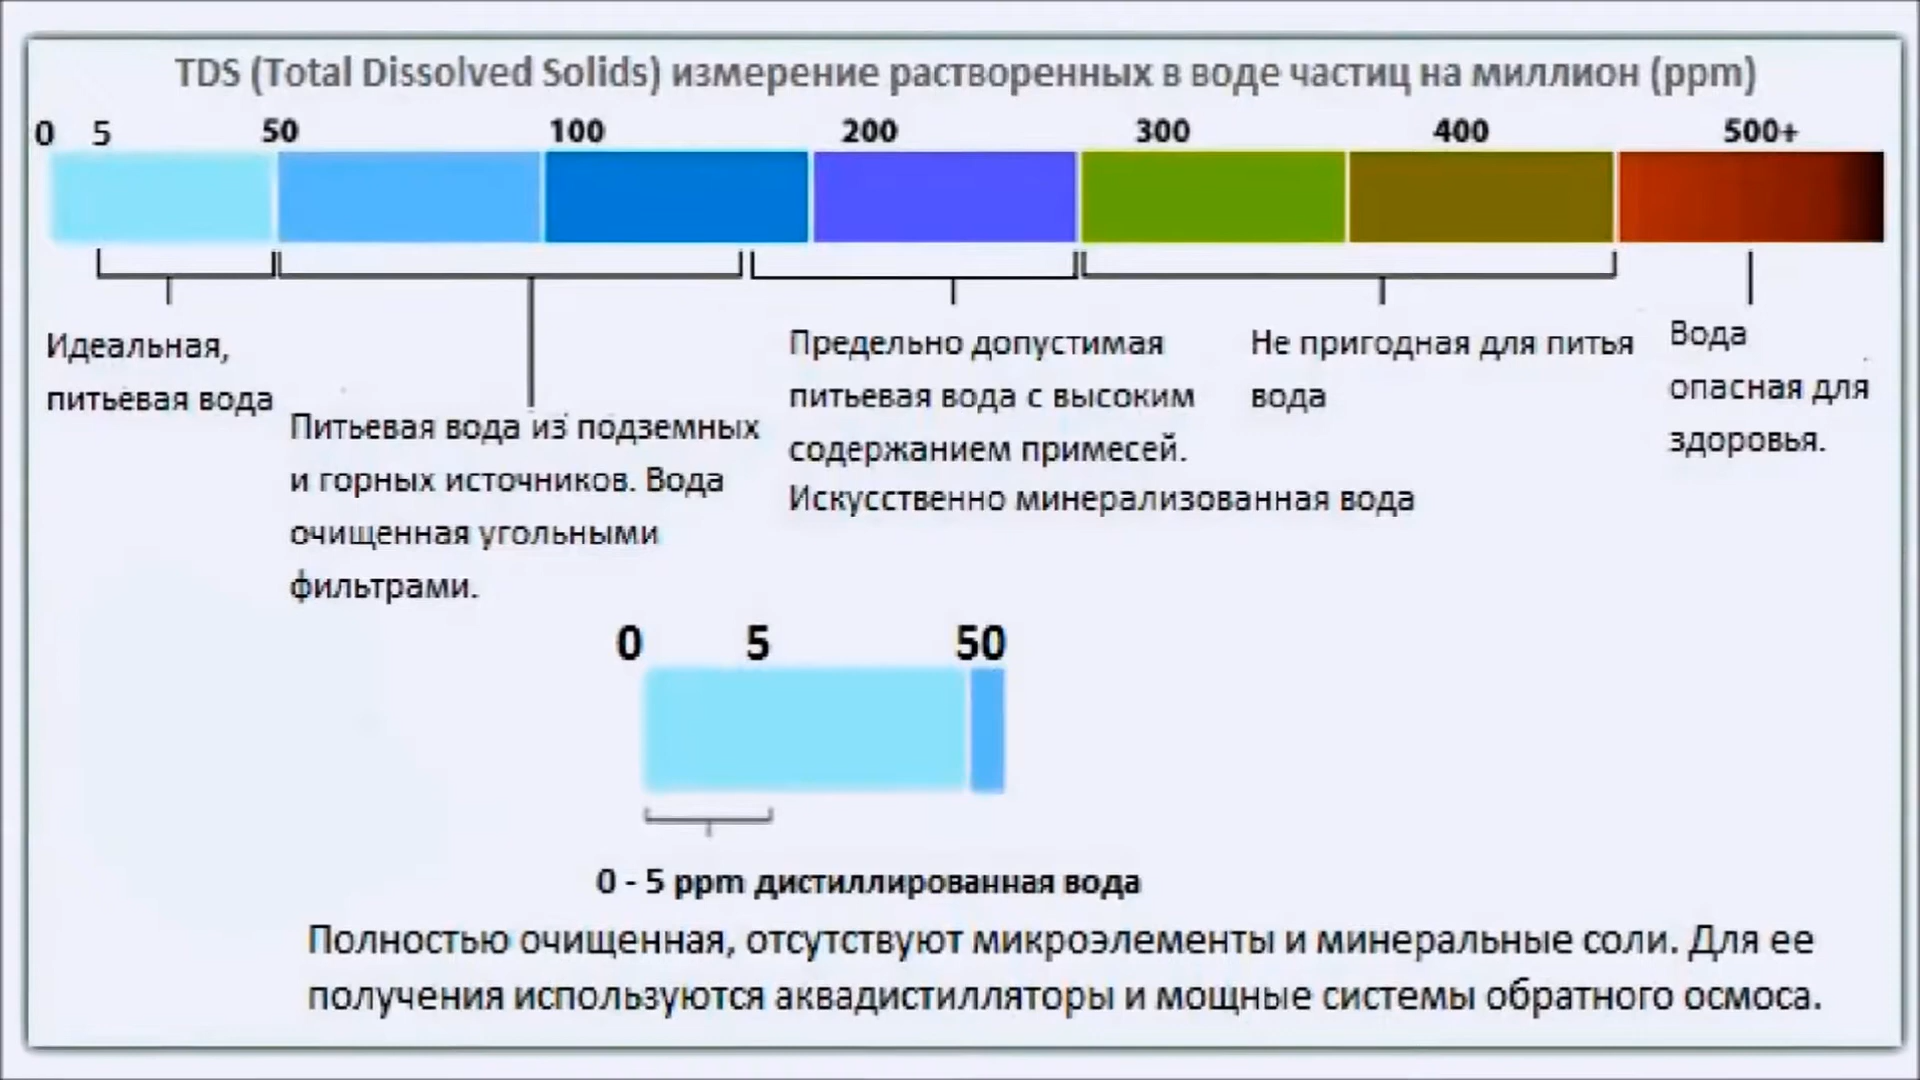 TDS (Total Dissolved Solids) измерение растворенных в воде частиц на миллион (ppm)
0 5 50 100 200 300 400 500+
Идеальная,
питьевая вода
Питьевая вода из подземных
и горных источников. Вода
очищенная угольными
фильтрами.
Предельно допустимая
питьевая вода с высоким
содержанием примесей.
Искусственно минерализованная вода
Не пригодная для питья
вода
Вода
опасная для
здоровья.
0 5 50
0 - 5 ppm дистиллированная вода
Полностью очищенная, отсутствуют микроэлементы и минеральные соли. Для ее
получения используются аквадистилляторы и мощные системы обратного осмоса.